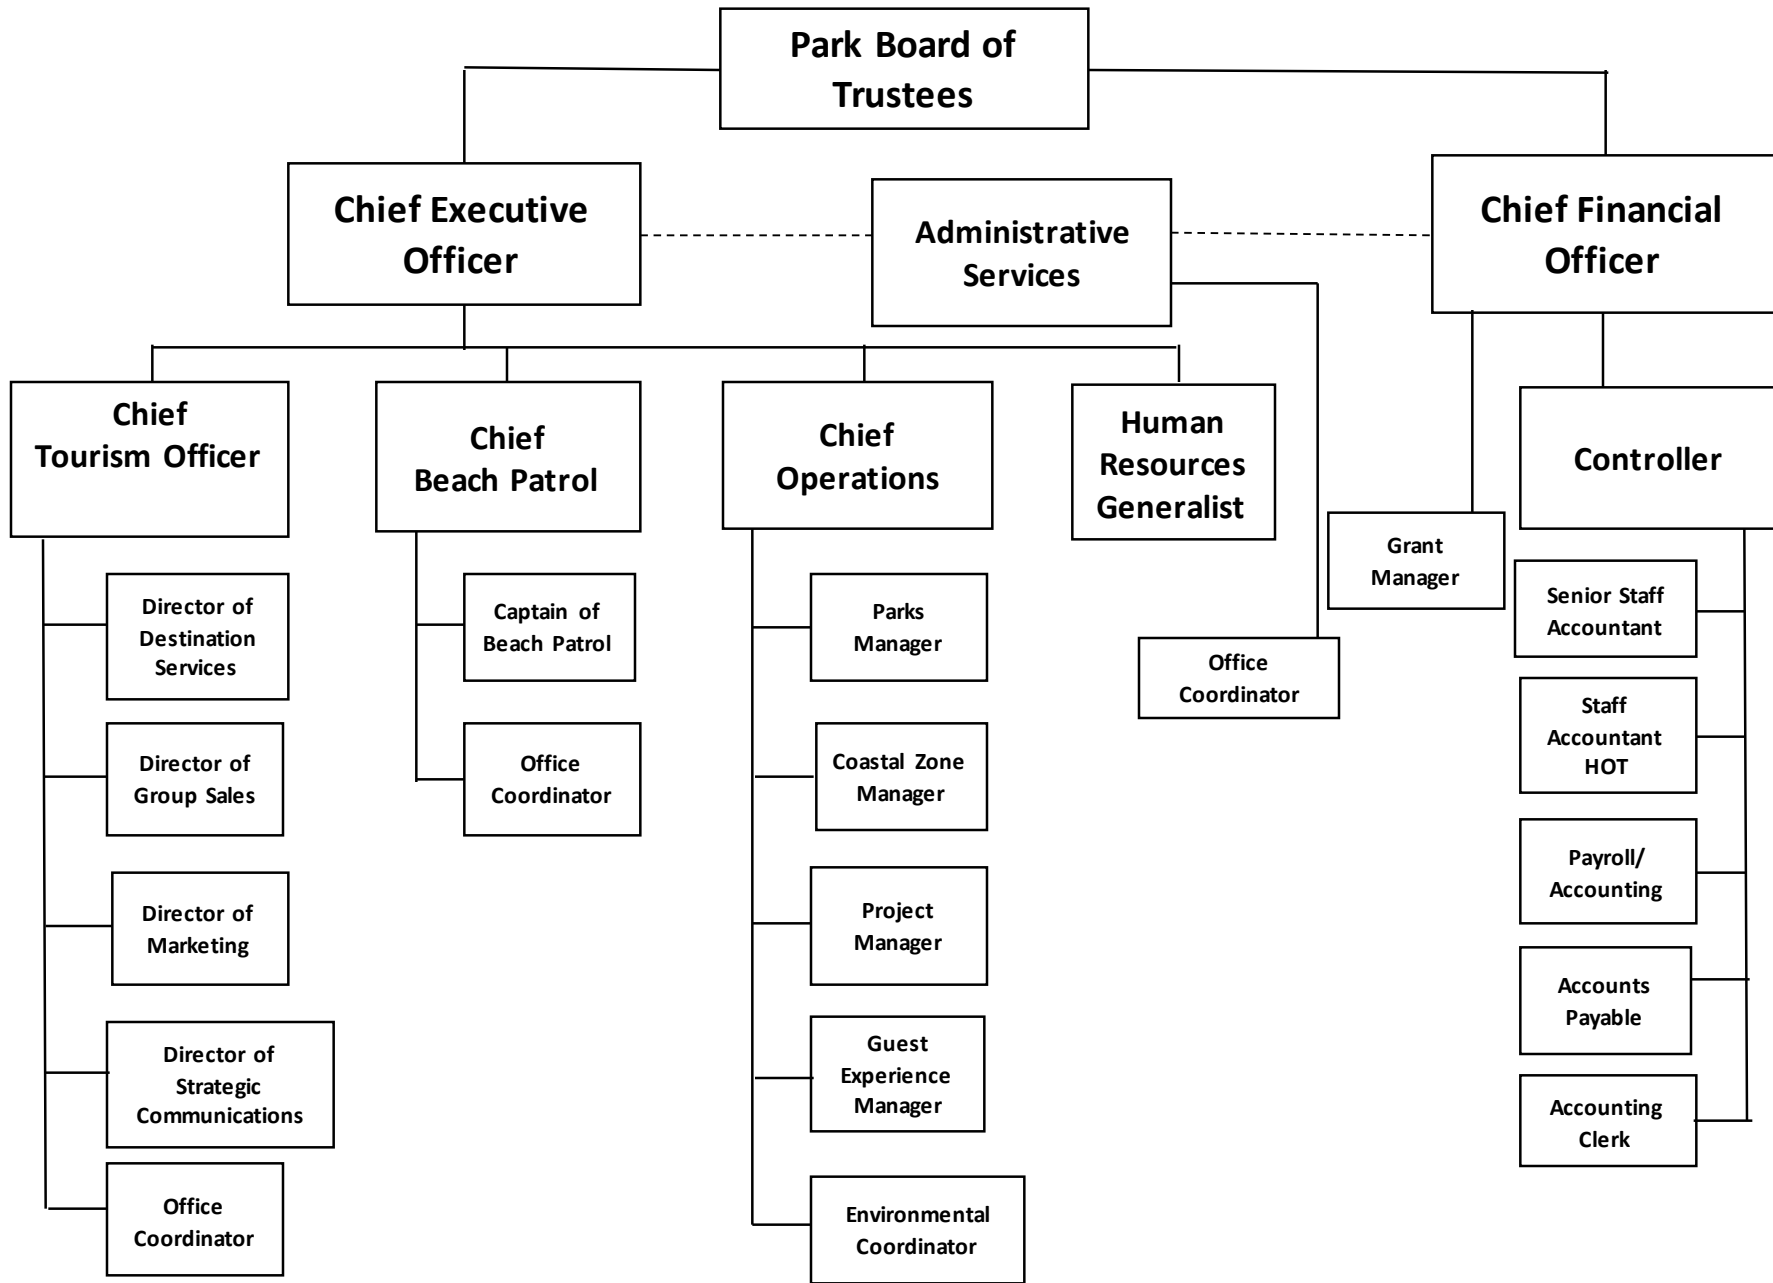 Park Board of
Trustees
Chief Executive
Officer
Administrative
Services
Chief Financial
Officer
Chief
Tourism Officer
Chief
Beach Patrol
Chief
Operations
Human
Resources
Generalist
Controller
Grant
Manager
Office
Coordinator
Director of
Destination
Services
Director of
Group Sales
Director of
Marketing
Director of
Strategic
Communications
Office
Coordinator
Captain of
Beach Patrol
Office
Coordinator
Parks
Manager
Coastal Zone
Manager
Project
Manager
Guest
Experience
Manager
Environmental
Coordinator
Senior Staff
Accountant
Staff
Accountant
HOT
Payroll/
Accounting
Accounts
Payable
Accounting
Clerk